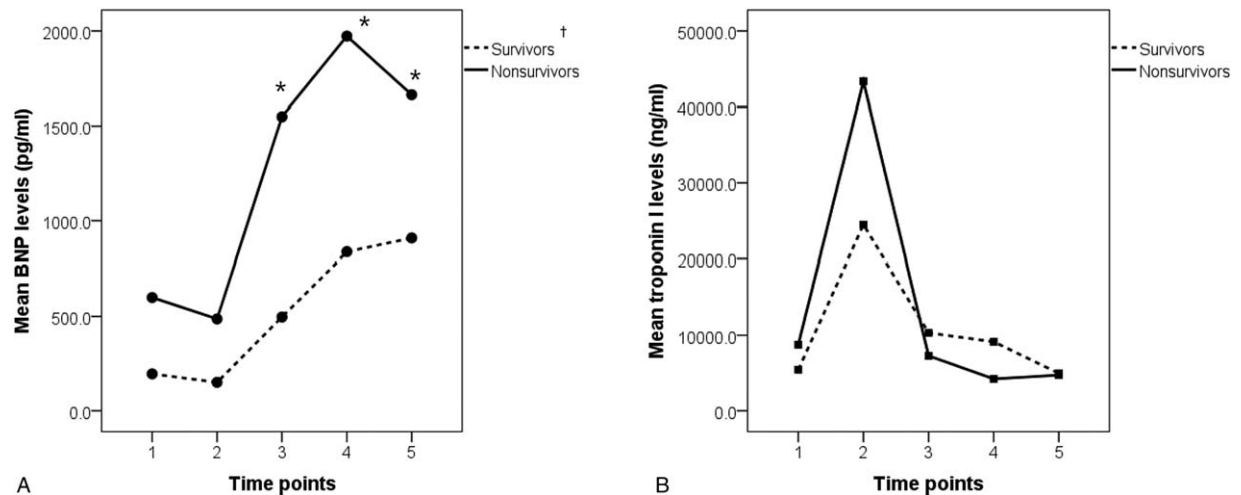 Mean BNP levels (pg/ml)
2000.0
1500.0
1000.0
500.0
0.0
*
*
*
1
2
3
4
5
Time points
Survivors †
Nonsurvivors
A
Mean troponin I levels (ng/ml)
50000.0
40000.0
30000.0
20000.0
10000.0
0.0
1
2
3
4
5
Time points
Survivors
Nonsurvivors
B